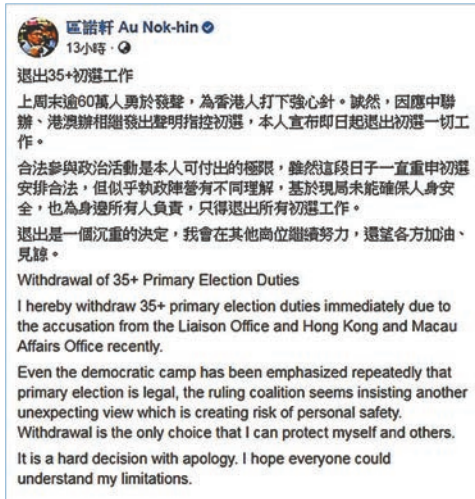 區諾軒 Au Nok-hin
13小時 ·
退出35+初選工作
上周末逾60萬人勇於發聲，為香港人打下強心針。誠然，因應中聯
辦、港澳辦相繼發出聲明指控初選，本人宣布即日起退出初選一切工
作。
合法參與政治活動是本人可付出的極限，雖然這段日子一直重申初選
安排合法，但似乎執政陣營有不同理解，基於現局未能確保人身安
全，也為身邊所有人負責，只得退出所有初選工作。
退出是一個沉重的決定，我會在其他崗位繼續努力，還望各方加油、
見諒。
Withdrawal of 35+ Primary Election Duties
I hereby withdraw 35+ primary election duties immediately due to
the accusation from the Liaison Office and Hong Kong and Macau
Affairs Office recently.
Even the democratic camp has been emphasized repeatedly that
primary election is legal, the ruling coalition seems insisting another
unexpecting view which is creating risk of personal safety.
Withdrawal is the only choice that I can protect myself and others.
It is a hard decision with apology. I hope everyone could
understand my limitations.